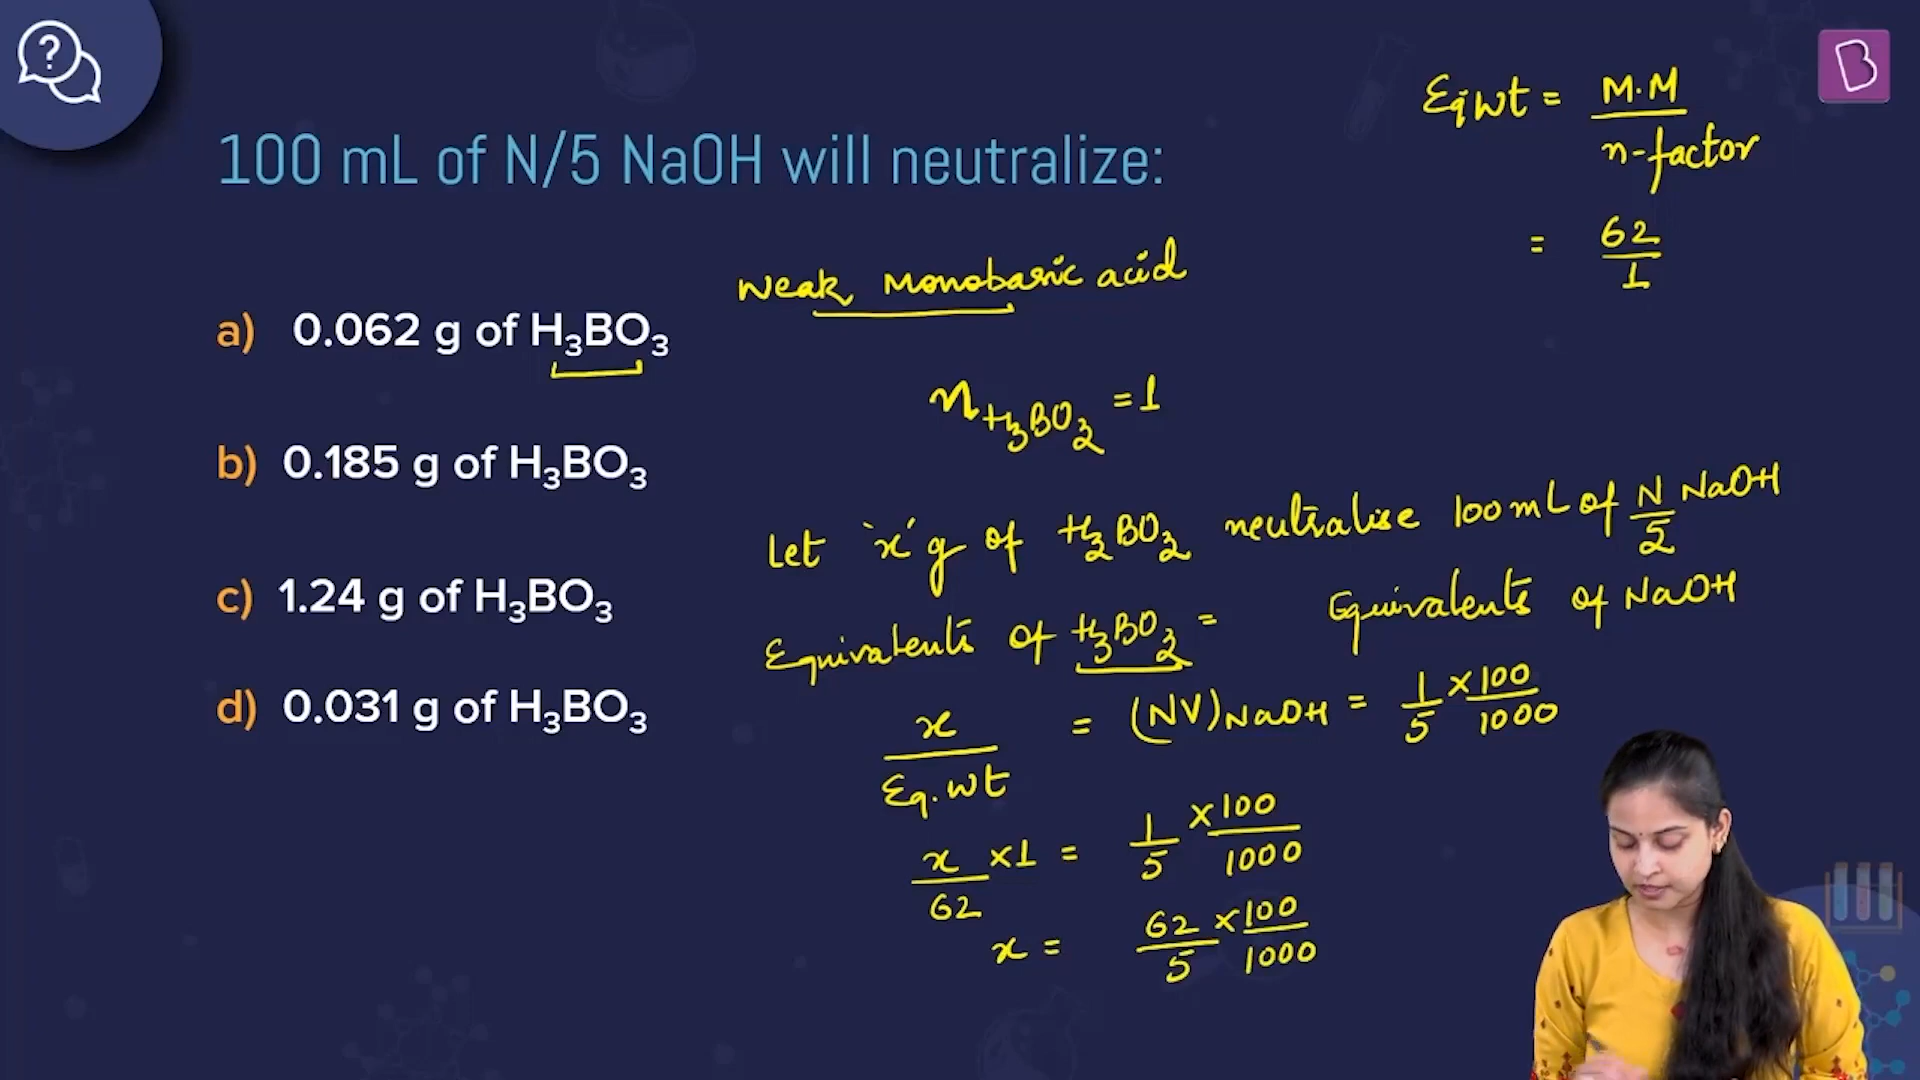 ?
B
100 mL of N/5 NaOH will neutralize:
a) 0.062 g of H₃BO₃
b) 0.185 g of H₃BO₃
c) 1.24 g of H₃BO₃
d) 0.031 g of H₃BO₃
Eq wt = M.M / n-factor
= 62/1
Weak Monobasic acid
n H₃BO₃ = 1
Let 'x' g of H₃BO₃ neutralise 100 mL of N/5 NaOH
Equivalents of H₃BO₃ = Equivalents of NaOH
x / Eq. wt = (NV)NaOH = 1/5 × 100/1000
x/62 × 1 = 1/5 × 100/1000
x = 62/5 × 100/1000